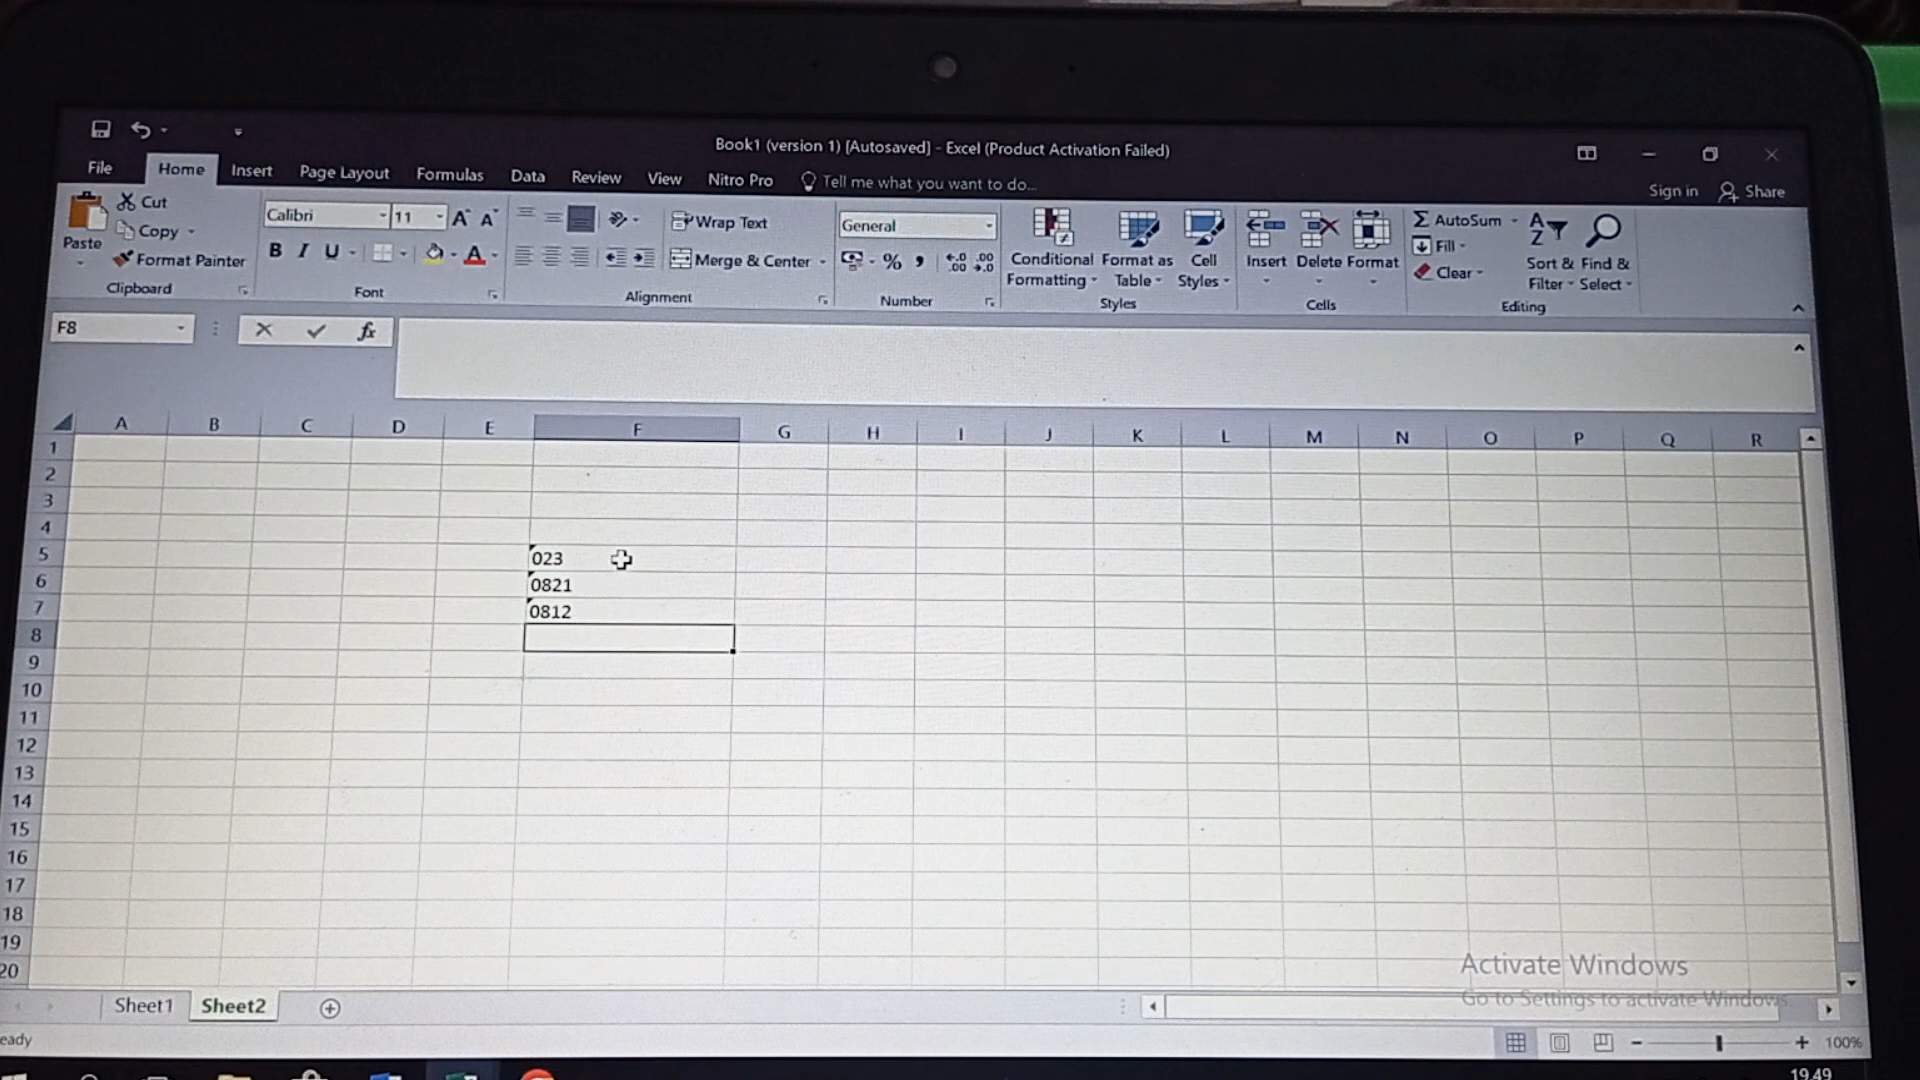 Book1 (version 1) [Autosaved] - Excel (Product Activation Failed)
File Home Insert Page Layout Formulas Data Review View Nitro Pro Tell me what you want to do... Sign in Share
Paste Cut Copy Format Painter Clipboard
Calibri 11 A A B I U A Font
Wrap Text Merge & Center Alignment
General % , .0 .00 .00 .0 Number
Conditional Formatting Format as Table Cell Styles Styles
Insert Delete Format Cells
AutoSum Fill Clear Sort & Filter Find & Select Editing
F8 fx
A B C D E F G H I J K L M N O P Q R
1
2
3
4
5 023
6 0821
7 0812
8
9
10
11
12
13
14
15
16
17
18
19
20
Activate Windows
Go to Settings to activate Windows.
Sheet1 Sheet2
eady 100%
19.49